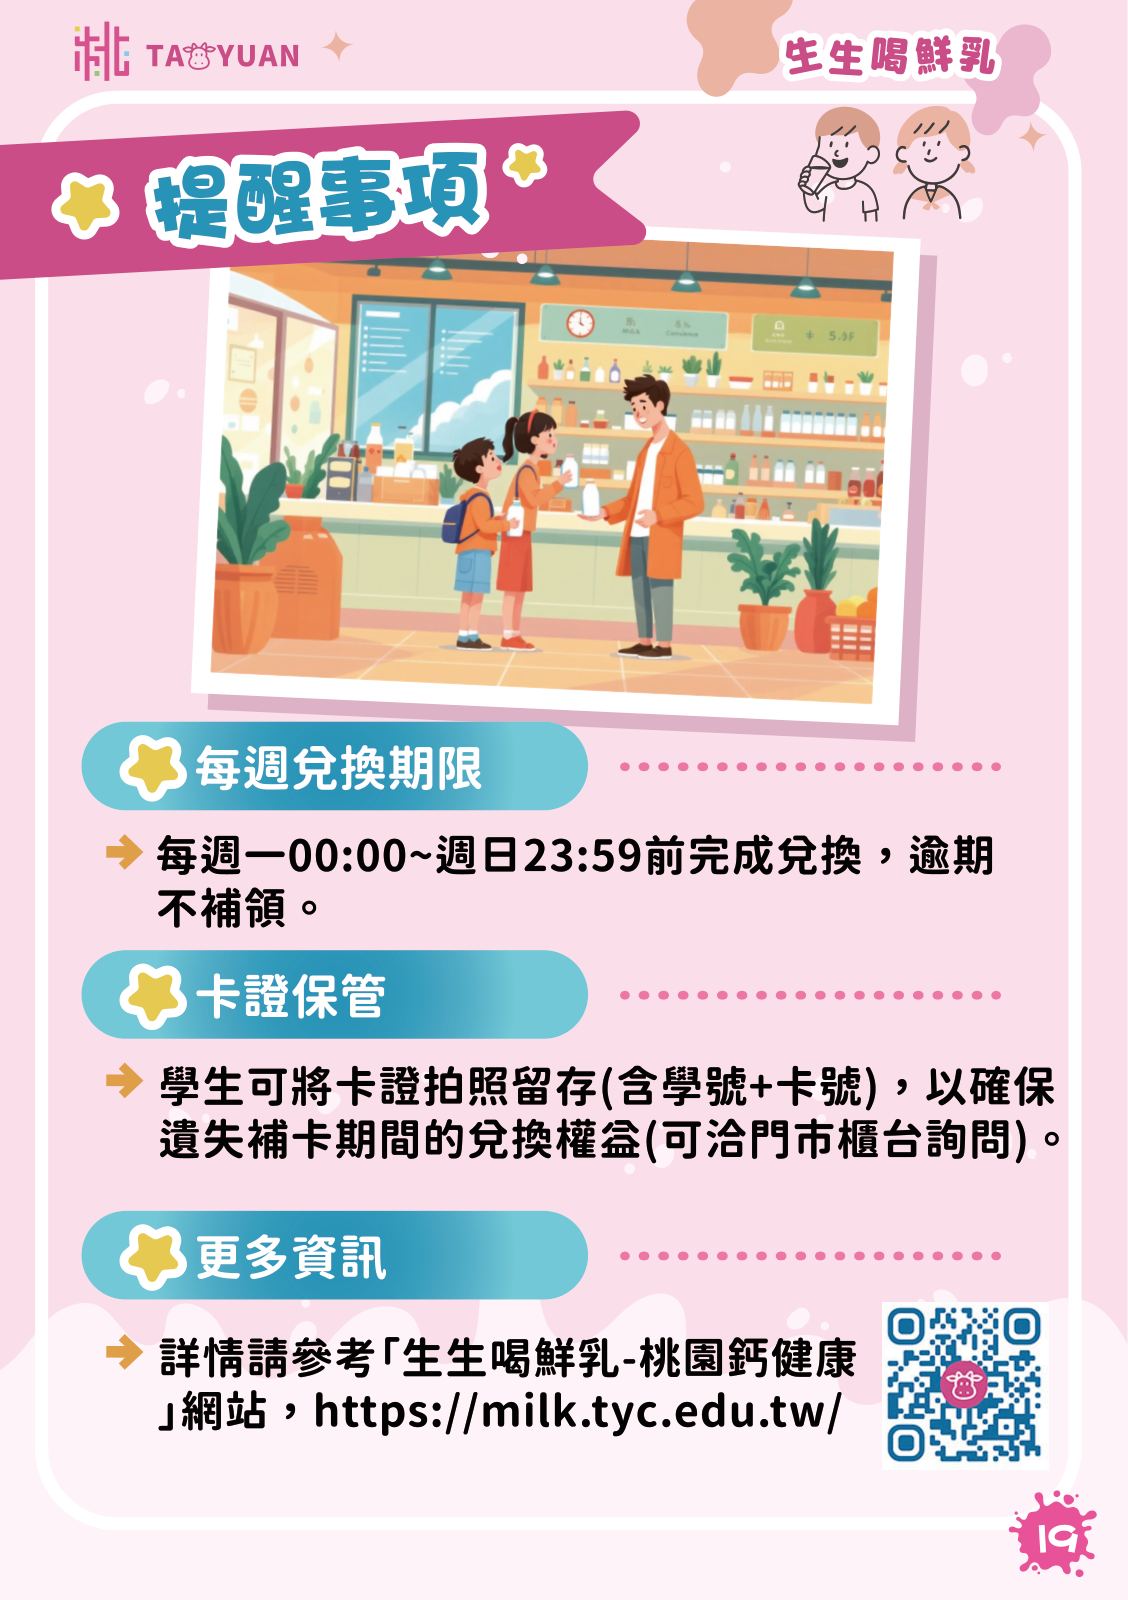 桃 TAOYUAN
生生喝鮮乳
提醒事項
每週兌換期限
每週一00:00~週日23:59前完成兌換，逾期
不補領。
卡證保管
學生可將卡證拍照留存(含學號+卡號)，以確保
遺失補卡期間的兌換權益(可洽門市櫃台詢問)。
更多資訊
詳情請參考「生生喝鮮乳-桃園鈣健康
」網站，https://milk.tyc.edu.tw/
19